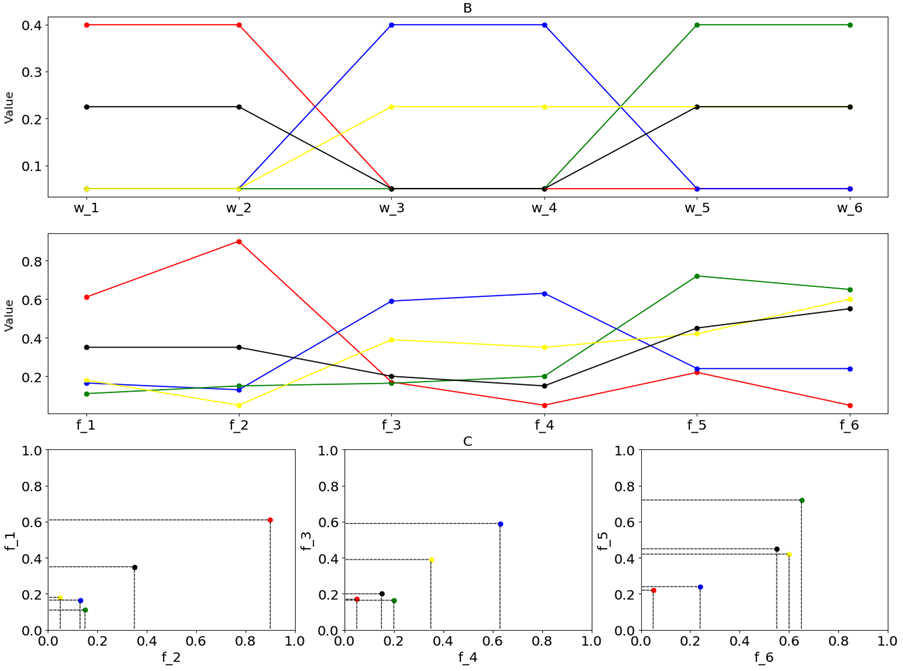 B
0.4
0.3
0.2
0.1
Value
w_1 w_2 w_3 w_4 w_5 w_6
0.8
0.6
0.4
0.2
Value
f_1 f_2 f_3 f_4 f_5 f_6
C
1.0 1.0 1.0
0.8 0.8 0.8
0.6 0.6 0.6
f_1 f_3 f_5
0.4 0.4 0.4
0.2 0.2 0.2
0.0 0.0 0.0
0.0 0.2 0.4 0.6 0.8 1.0 0.0 0.2 0.4 0.6 0.8 1.0 0.0 0.2 0.4 0.6 0.8 1.0
f_2 f_4 f_6